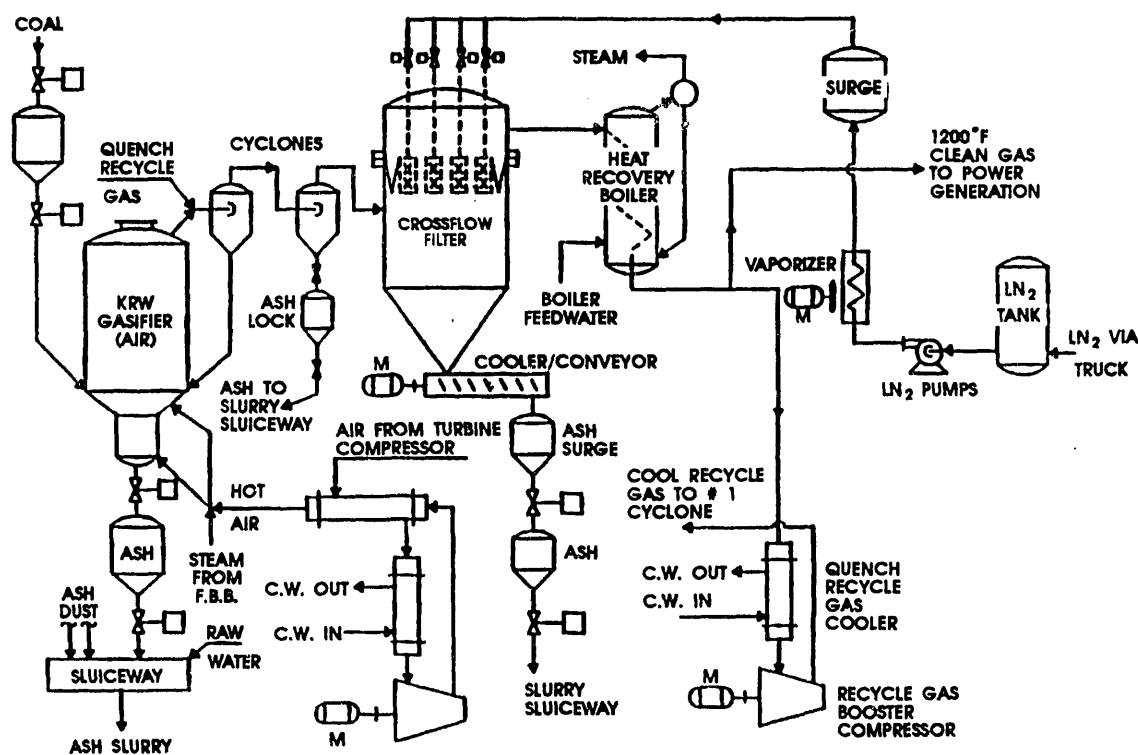 COAL
QUENCH
RECYCLE
GAS
CYCLONES
STEAM
SURGE
1200°F
CLEAN GAS
TO POWER
GENERATION
HEAT
RECOVERY
BOILER
CROSSFLOW
FILTER
KRW
GASIFIER
(AIR)
ASH
LOCK
BOILER
FEEDWATER
VAPORIZER
M
LN2
TANK
LN2 VIA
TRUCK
LN2 PUMPS
M
COOLER/CONVEYOR
ASH TO
SLURRY
SLUICEWAY
AIR FROM TURBINE
COMPRESSOR
ASH
SURGE
HOT
AIR
COOL RECYCLE
GAS TO # 1
CYCLONE
ASH
STEAM
FROM
F.B.B.
ASH
C.W. OUT
C.W. IN
C.W. OUT
C.W. IN
QUENCH
RECYCLE
GAS
COOLER
ASH
DUST
RAW
WATER
SLUICEWAY
ASH SLURRY
M
SLURRY
SLUICEWAY
M
RECYCLE GAS
BOOSTER
COMPRESSOR